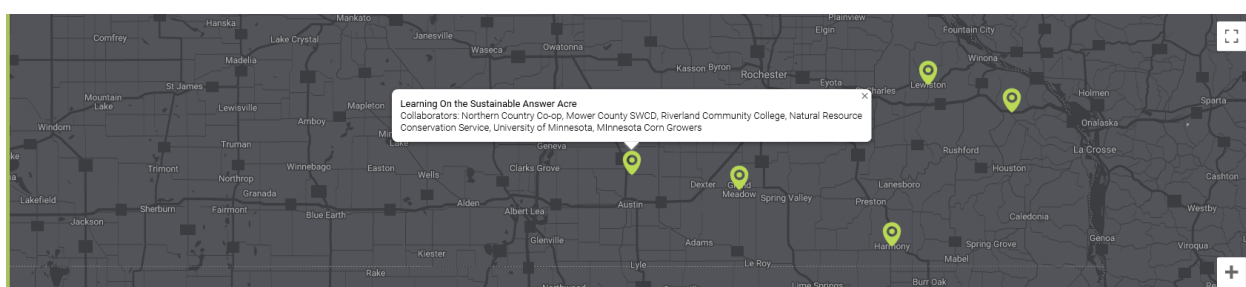 Mankato
Plainview
Hanska
Elgin
Fountain City
Comfrey
Lake Crystal
Janesville
Waseca
Owatonna
Winona
Madelia
Kasson
Byron
Rochester
Eyota
St Charles
Lewiston
St James
Holmen
Mountain
Lake
Lewisville
Mapleton
Sparta
Amboy
Onalaska
Windom
Learning On the Sustainable Answer Acre
Collaborators: Northern Country Co-op, Mower County SWCD, Riverland Community College, Natural Resource
Conservation Service, University of Minnesota, MInnesota Corn Growers
Truman
Lake
Geneva
Rushford
La Crosse
Trimont
Northrop
Winnebago
Easton
Wells
Clarks Grove
Houston
Cashton
Granada
Dexter
Grand
Meadow
Spring Valley
Lanesboro
Preston
Lakefield
Sherburn
Fairmont
Blue Earth
Alden
Albert Lea
Austin
Westby
Jackson
Caledonia
Glenville
Adams
Harmony
Spring Grove
Genoa
Viroqua
Kiester
Mabel
Lyle
Le Roy
Rake
Burr Oak
Lime Springs
Northwood